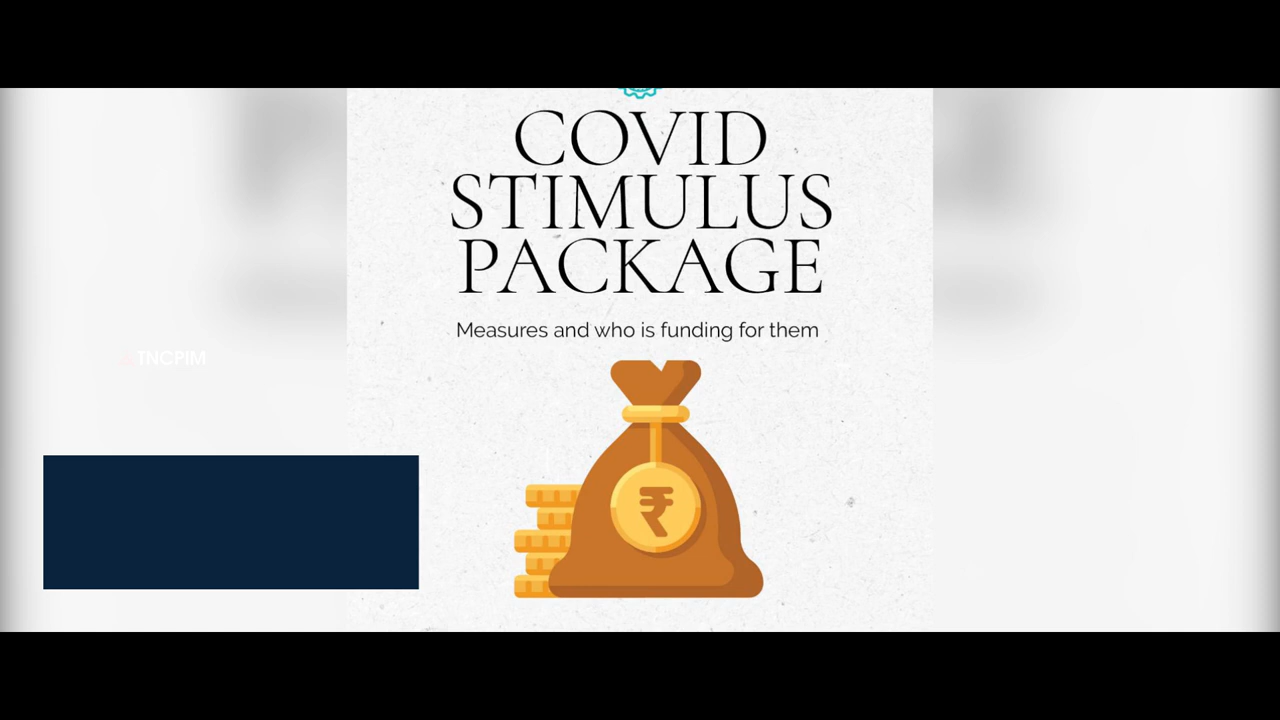 COVID
STIMULUS
PACKAGE
Measures and who is funding for them
TNCPIM
₹